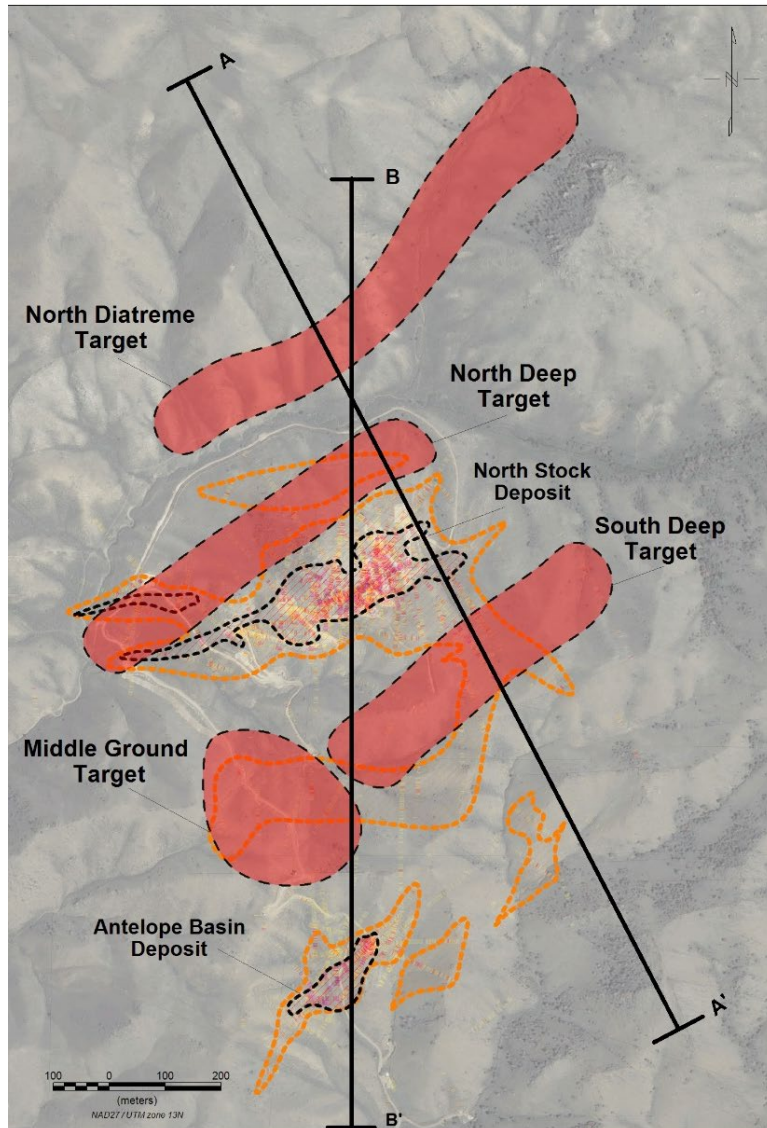 A
N
B
North Diatreme
Target
North Deep
Target
North Stock
Deposit
South Deep
Target
Middle Ground
Target
Antelope Basin
Deposit
A'
100 0 100 200
(meters)
NAD27 / UTM zone 13N
B'